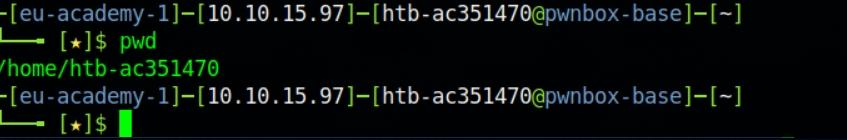 -[eu-academy-1]-[10.10.15.97]-[htb-ac351470@pwnbox-base]-[~]
└──╼ [★]$ pwd
/home/htb-ac351470
-[eu-academy-1]-[10.10.15.97]-[htb-ac351470@pwnbox-base]-[~]
└──╼ [★]$